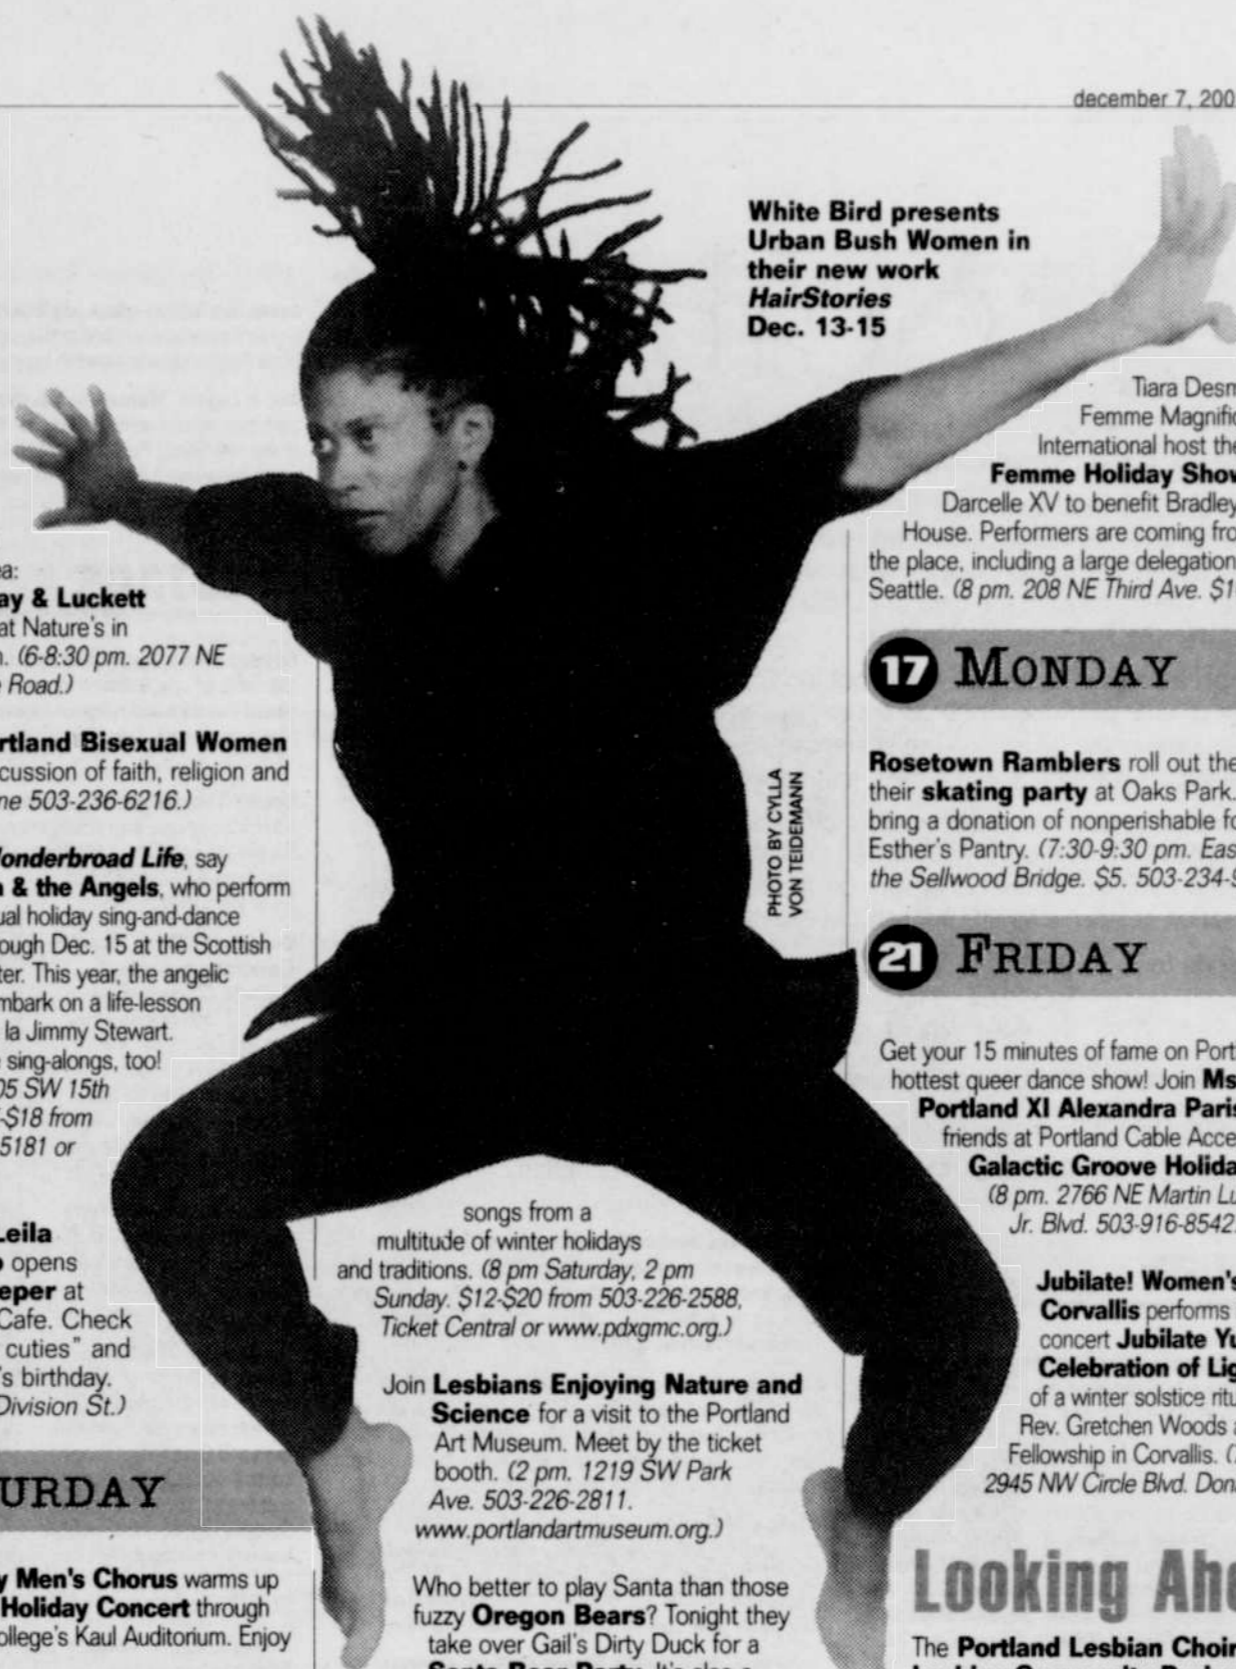 december 7, 200
White Bird presents
Urban Bush Women in
their new work
HairStories
Dec. 13-15
ay & Luckett
at Nature's in
(6-8:30 pm. 2077 NE
Road.)
rtland Bisexual Women
cussion of faith, religion and
ne 503-236-6216.)
onderbroad Life, say
& the Angels, who perform
ual holiday sing-and-dance
ough Dec. 15 at the Scottish
ter. This year, the angelic
mbark on a life-lesson
la Jimmy Stewart.
sing-alongs, too!
05 SW 15th
-$18 from
5181 or
Leila
opens
eper at
Cafe. Check
cuties" and
's birthday.
Division St.)
URDAY
y Men's Chorus warms up
Holiday Concert through
ollege's Kaul Auditorium. Enjoy
songs from a
multitude of winter holidays
and traditions. (8 pm Saturday, 2 pm
Sunday. $12-$20 from 503-226-2588,
Ticket Central or www.pdxgmc.org.)
Join Lesbians Enjoying Nature and
Science for a visit to the Portland
Art Museum. Meet by the ticket
booth. (2 pm. 1219 SW Park
Ave. 503-226-2811.
www.portlandartmuseum.org.)
Who better to play Santa than those
fuzzy Oregon Bears? Tonight they
take over Gail's Dirty Duck for a
PHOTO BY CYLLA
VON TEIDEMANN
Tiara Desm
Femme Magnific
International host the
Femme Holiday Show
Darcelle XV to benefit Bradley
House. Performers are coming fro
the place, including a large delegation
Seattle. (8 pm. 208 NE Third Ave. $1
17 MONDAY
Rosetown Ramblers roll out the
their skating party at Oaks Park.
bring a donation of nonperishable fo
Esther's Pantry. (7:30-9:30 pm. Eas
the Sellwood Bridge. $5. 503-234-9
21 FRIDAY
Get your 15 minutes of fame on Port
hottest queer dance show! Join Ms
Portland XI Alexandra Paris
friends at Portland Cable Acce
Galactic Groove Holida
(8 pm. 2766 NE Martin Lu
Jr. Blvd. 503-916-8542.
Jubilate! Women's
Corvallis performs
concert Jubilate Yu
Celebration of Lig
of a winter solstice ritu
Rev. Gretchen Woods a
Fellowship in Corvallis. (
2945 NW Circle Blvd. Don
Looking Ahe
The Portland Lesbian Choir